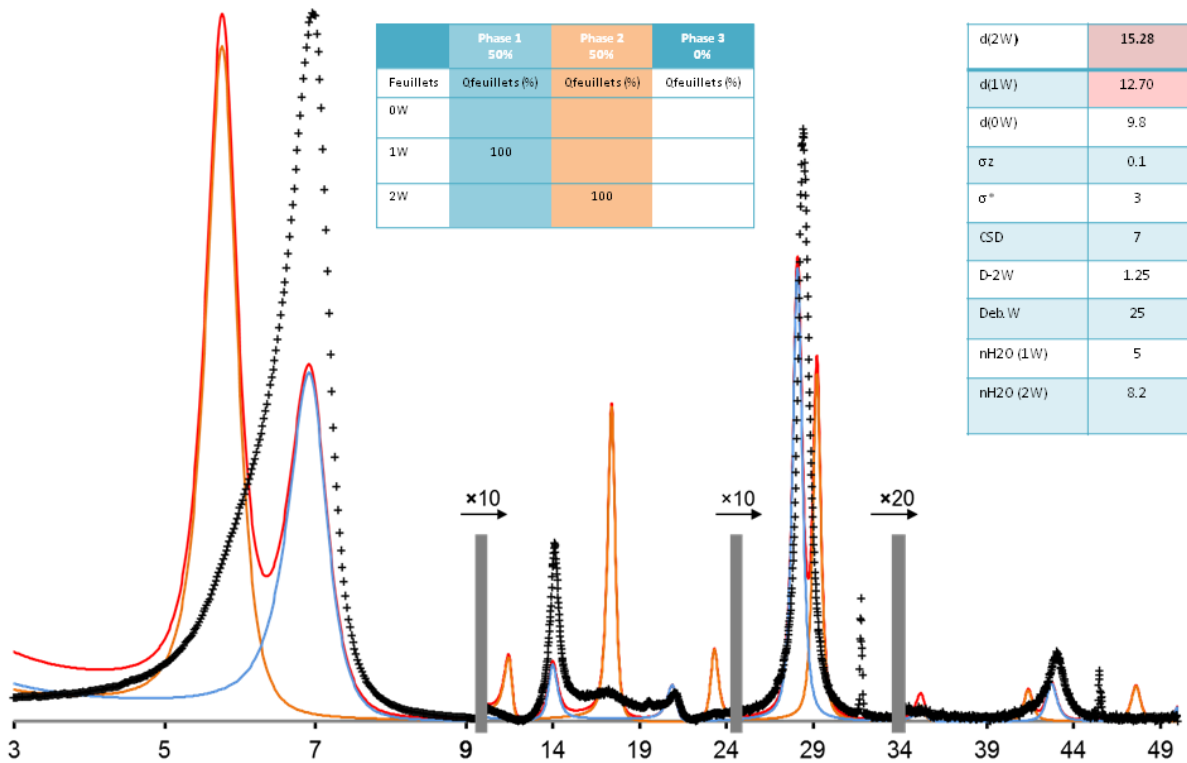 Phase 1 Phase 2 Phase 3
50% 50% 0%
Feuillets Qfeuillets (%) Qfeuillets (%) Qfeuillets (%)
0W
1W 100
2W 100
d(2W) 15.28
d(1W) 12.70
d(0W) 9.8
σz 0.1
σ* 3
CSD 7
D-2W 1.25
Deb.W 25
nH2O (1W) 5
nH2O (2W) 8.2
×10 ×10 ×20
3 5 7 9 14 19 24 29 34 39 44 49